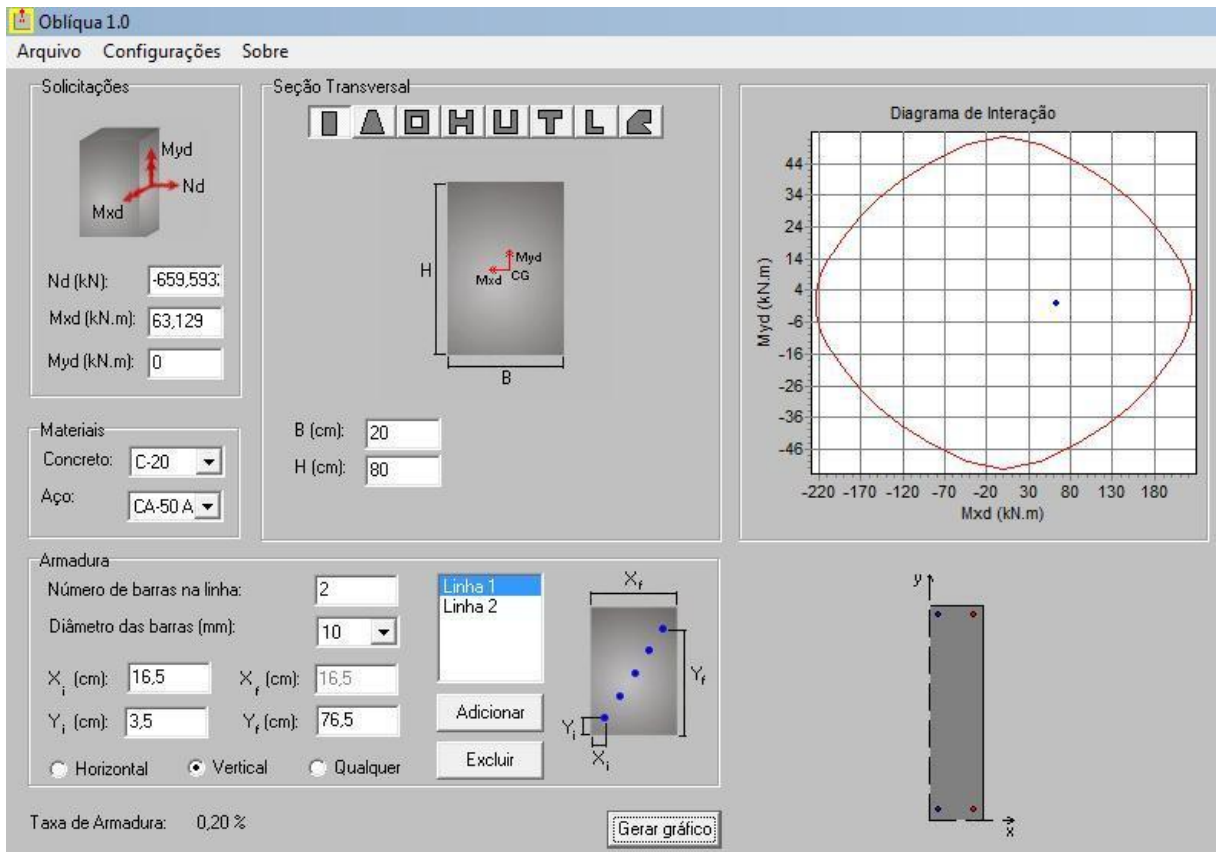 Oblíqua 1.0
Arquivo Configurações Sobre
Solicitações
Myd
Nd
Mxd
Nd (kN): -659,593
Mxd (kN.m): 63,129
Myd (kN.m): 0
Materiais
Concreto: C-20
Aço: CA-50 A
Seção Transversal
H
Myd
Mxd CG
B
B (cm): 20
H (cm): 80
Diagrama de Interação
Myd (kN.m)
44
34
24
14
4
-6
-16
-26
-36
-46
-220 -170 -120 -70 -20 30 80 130 180
Mxd (kN.m)
Armadura
Número de barras na linha: 2
Diâmetro das barras (mm): 10
Xi (cm): 16,5 Xf (cm): 16,5
Yi (cm): 3,5 Yf (cm): 76,5
Horizontal Vertical Qualquer
Linha 1
Linha 2
Adicionar
Excluir
Xf
Yf
Yi
Xi
y
x
Taxa de Armadura: 0,20 %
Gerar gráfico